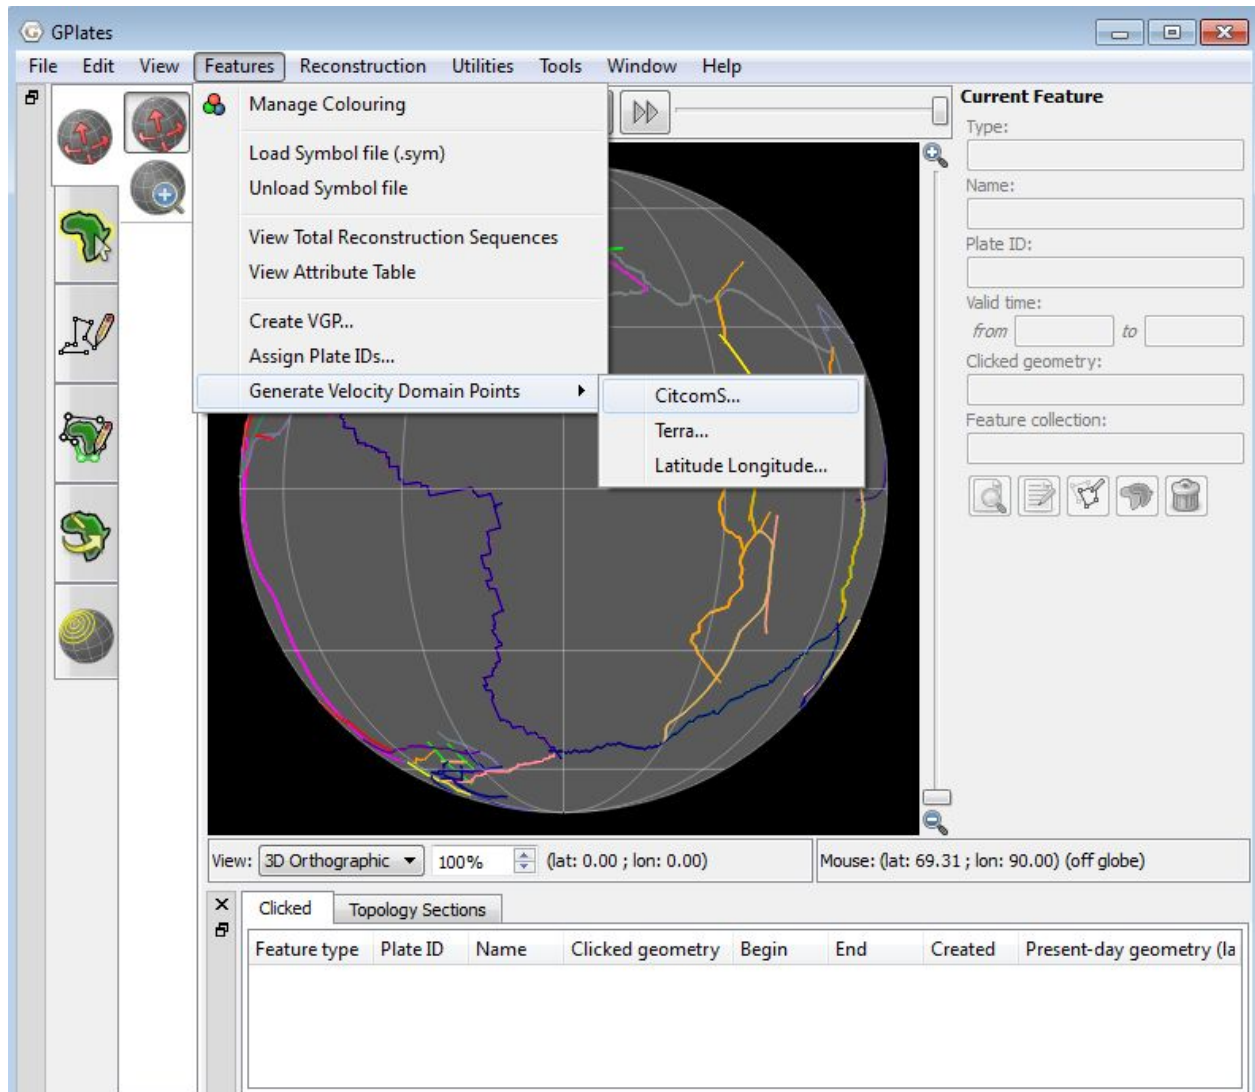 GPlates
File Edit View Features Reconstruction Utilities Tools Window Help
Manage Colouring
Load Symbol file (.sym)
Unload Symbol file
View Total Reconstruction Sequences
View Attribute Table
Create VGP...
Assign Plate IDs...
Generate Velocity Domain Points
CitcomS...
Terra...
Latitude Longitude...
Current Feature
Type:
Name:
Plate ID:
Valid time:
from to
Clicked geometry:
Feature collection:
View: 3D Orthographic 100% (lat: 0.00 ; lon: 0.00) Mouse: (lat: 69.31 ; lon: 90.00) (off globe)
Clicked Topology Sections
Feature type Plate ID Name Clicked geometry Begin End Created Present-day geometry (la